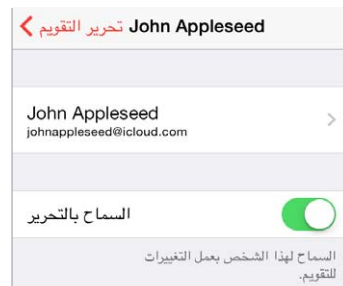 تحرير التقويم John Appleseed
John Appleseed
johnappleseed@icloud.com
السماح بالتحرير
السماح لهذا الشخص بعمل التغييرات
للتقويم.